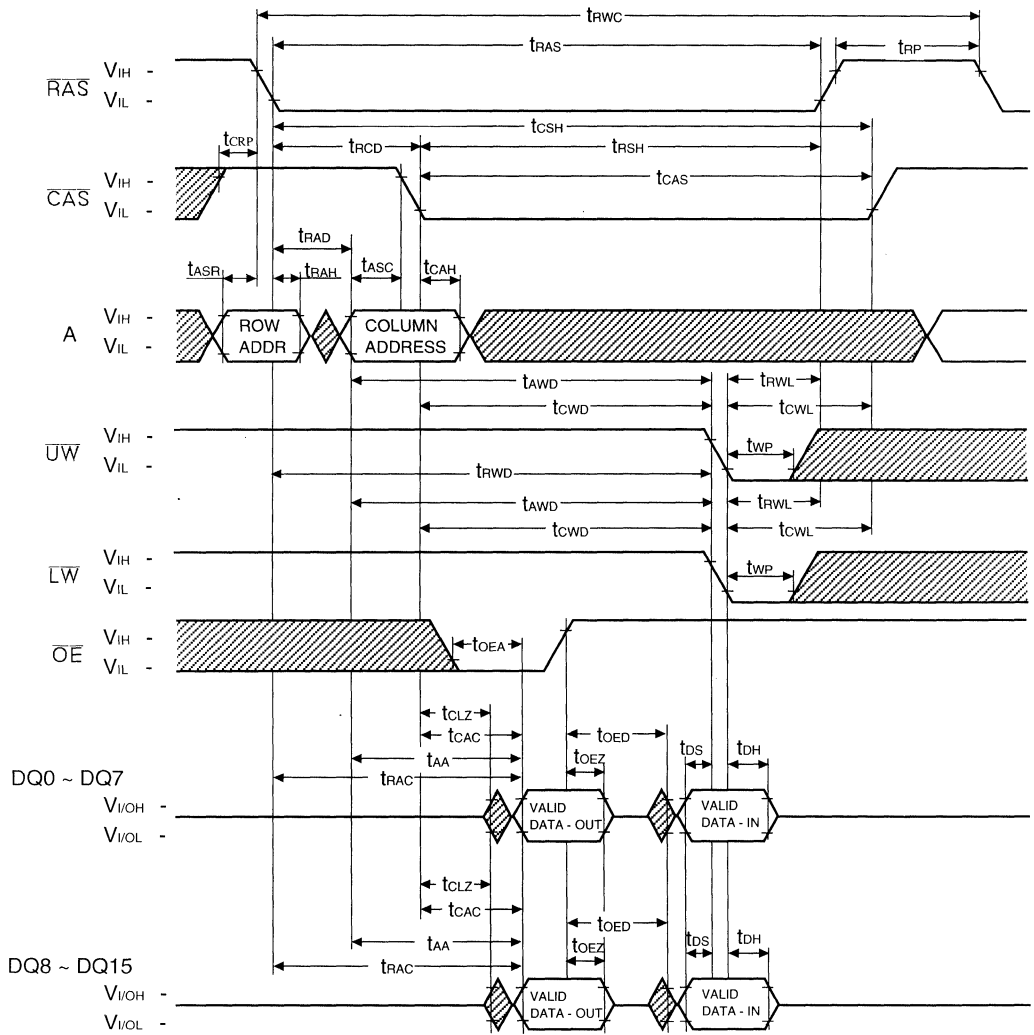 tRWC
tRAS
tRP
RAS
VIH -
VIL -
tCSH
tCRP
tRCD
tRSH
CAS
VIH -
VIL -
tCAS
tRAD
tASR
tRAH
tASC
tCAH
A
VIH -
VIL -
ROW ADDR
COLUMN ADDRESS
tAWD
tRWL
tCWD
tCWL
UW
VIH -
VIL -
tWP
tRWD
tAWD
tRWL
tCWD
tCWL
LW
VIH -
VIL -
tWP
OE
VIH -
VIL -
tOEA
tCLZ
tCAC
tOED
tAA
tOEZ
tDS
tDH
DQ0 ~ DQ7
tRAC
VI/OH -
VI/OL -
VALID DATA - OUT
VALID DATA - IN
tCLZ
tCAC
tOED
tAA
tOEZ
tDS
tDH
DQ8 ~ DQ15
tRAC
VI/OH -
VI/OL -
VALID DATA - OUT
VALID DATA - IN